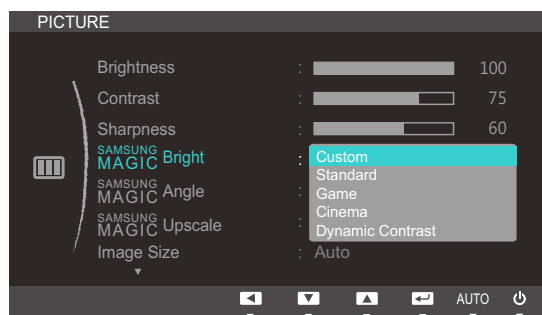 PICTURE
Brightness : 100
Contrast : 75
Sharpness : 60
SAMSUNG MAGIC Bright : Custom
Standard
SAMSUNG MAGIC Angle : Game
Cinema
SAMSUNG MAGIC Upscale : Dynamic Contrast
Image Size : Auto
AUTO